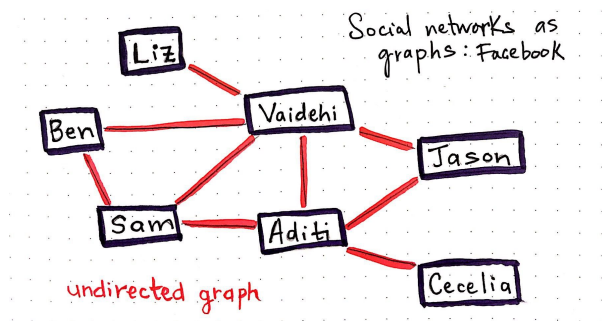 Social networks as
graphs: Facebook
Liz
Vaidehi
Ben
Jason
Sam
Aditi
Cecelia
undirected graph